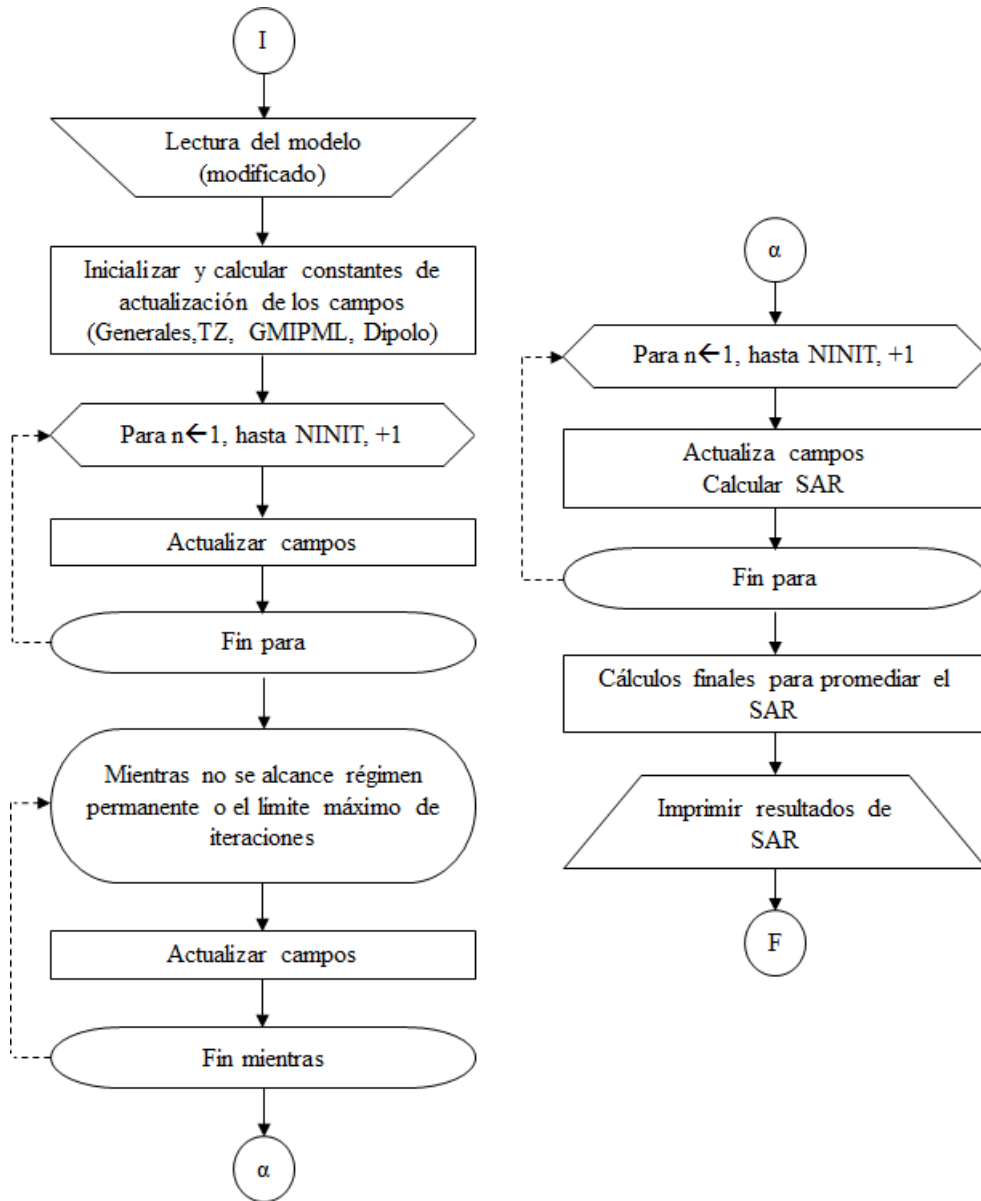 I
Lectura del modelo
(modificado)
Inicializar y calcular constantes de
actualización de los campos
(Generales,TZ, GMIPML, Dipolo)
Para n←1, hasta NINIT, +1
Actualizar campos
Fin para
Mientras no se alcance régimen
permanente o el limite máximo de
iteraciones
Actualizar campos
Fin mientras
α
α
Para n←1, hasta NINIT, +1
Actualiza campos
Calcular SAR
Fin para
Cálculos finales para promediar el
SAR
Imprimir resultados de
SAR
F